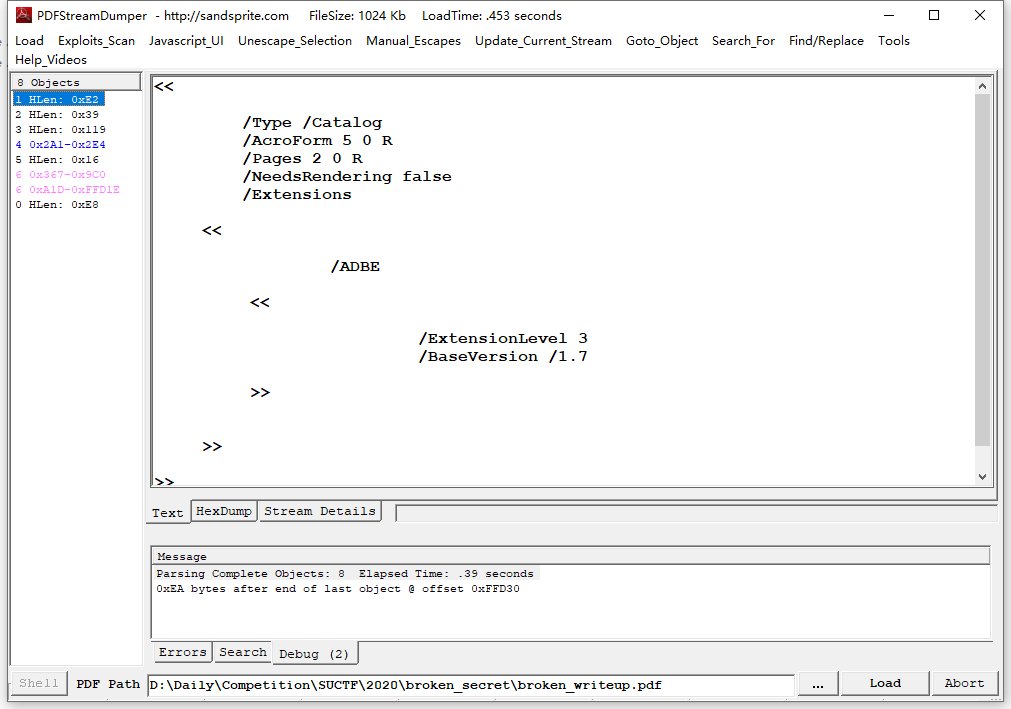 PDFStreamDumper - http://sandsprite.com FileSize: 1024 Kb LoadTime: .453 seconds
Load Exploits_Scan Javascript_UI Unescape_Selection Manual_Escapes Update_Current_Stream Goto_Object Search_For Find/Replace Tools
Help_Videos
8 Objects
1 HLen: 0xE2
2 HLen: 0x39
3 HLen: 0x119
4 0x2A1-0x2E4
5 HLen: 0x16
6 0x367-0x9C0
6 0xA1D-0xFFD1E
0 HLen: 0xE8
<<
/Type /Catalog
/AcroForm 5 0 R
/Pages 2 0 R
/NeedsRendering false
/Extensions
<<
/ADBE
<<
/ExtensionLevel 3
/BaseVersion /1.7
>>
>>
>>
Text HexDump Stream Details
Message
Parsing Complete Objects: 8 Elapsed Time: .39 seconds
0xEA bytes after end of last object @ offset 0xFFD30
Errors Search Debug (2)
Shell PDF Path D:\Daily\Competition\SUCTF\2020\broken_secret\broken_writeup.pdf ... Load Abort